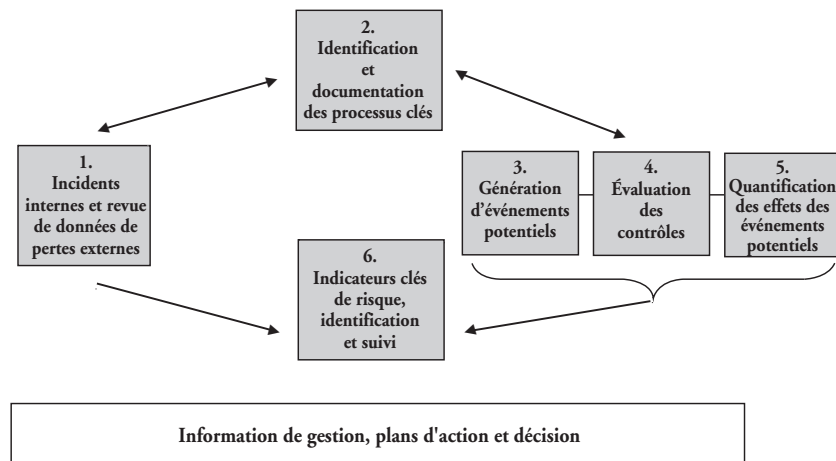 1.
Incidents
internes et revue
de données de
pertes externes
2.
Identification
et
documentation
des processus clés
3.
Génération
d'événements
potentiels
4.
Évaluation
des
contrôles
5.
Quantification
des effets des
événements
potentiels
6.
Indicateurs clés
de risque,
identification
et suivi
Information de gestion, plans d'action et décision